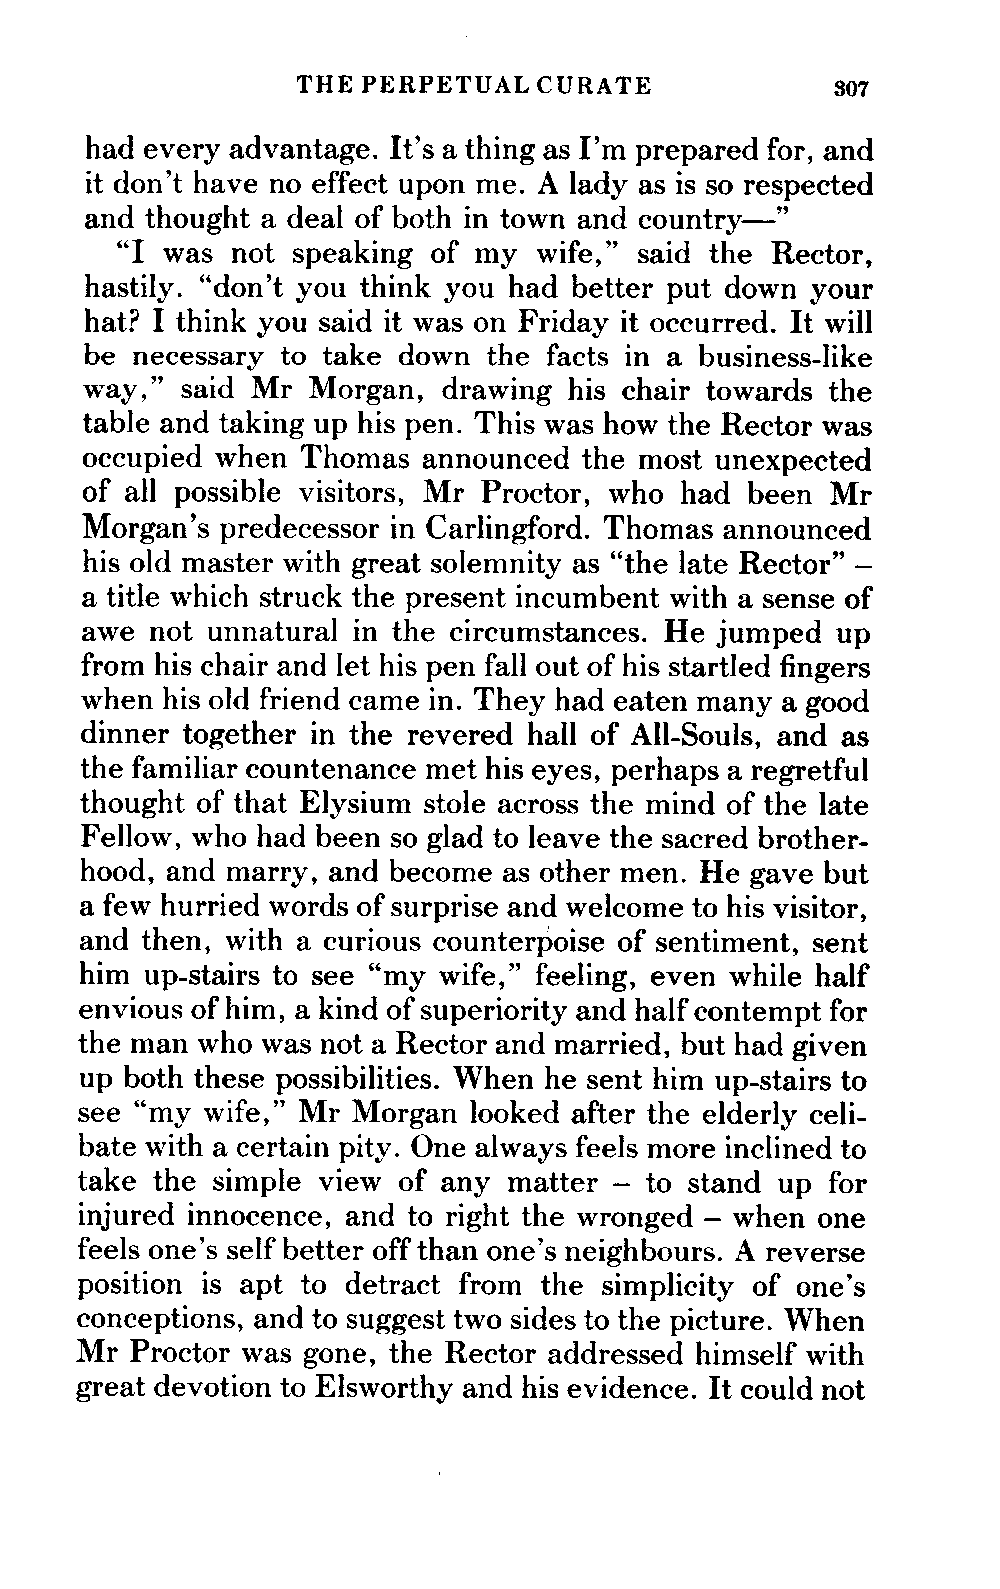 THE PERPETUAL CURATE 307
had every advantage. It's a thing as I'm prepared for, and
it don't have no effect upon me. A lady as is so respected
and thought a deal of both in town and country—”
“I was not speaking of my wife,” said the Rector,
hastily. “don't you think you had better put down your
hat? I think you said it was on Friday it occurred. It will
be necessary to take down the facts in a business-like
way,” said Mr Morgan, drawing his chair towards the
table and taking up his pen. This was how the Rector was
occupied when Thomas announced the most unexpected
of all possible visitors, Mr Proctor, who had been Mr
Morgan's predecessor in Carlingford. Thomas announced
his old master with great solemnity as “the late Rector” –
a title which struck the present incumbent with a sense of
awe not unnatural in the circumstances. He jumped up
from his chair and let his pen fall out of his startled fingers
when his old friend came in. They had eaten many a good
dinner together in the revered hall of All-Souls, and as
the familiar countenance met his eyes, perhaps a regretful
thought of that Elysium stole across the mind of the late
Fellow, who had been so glad to leave the sacred brother-
hood, and marry, and become as other men. He gave but
a few hurried words of surprise and welcome to his visitor,
and then, with a curious counterpoise of sentiment, sent
him up-stairs to see “my wife,” feeling, even while half
envious of him, a kind of superiority and half contempt for
the man who was not a Rector and married, but had given
up both these possibilities. When he sent him up-stairs to
see “my wife,” Mr Morgan looked after the elderly celi-
bate with a certain pity. One always feels more inclined to
take the simple view of any matter – to stand up for
injured innocence, and to right the wronged – when one
feels one's self better off than one's neighbours. A reverse
position is apt to detract from the simplicity of one's
conceptions, and to suggest two sides to the picture. When
Mr Proctor was gone, the Rector addressed himself with
great devotion to Elsworthy and his evidence. It could not